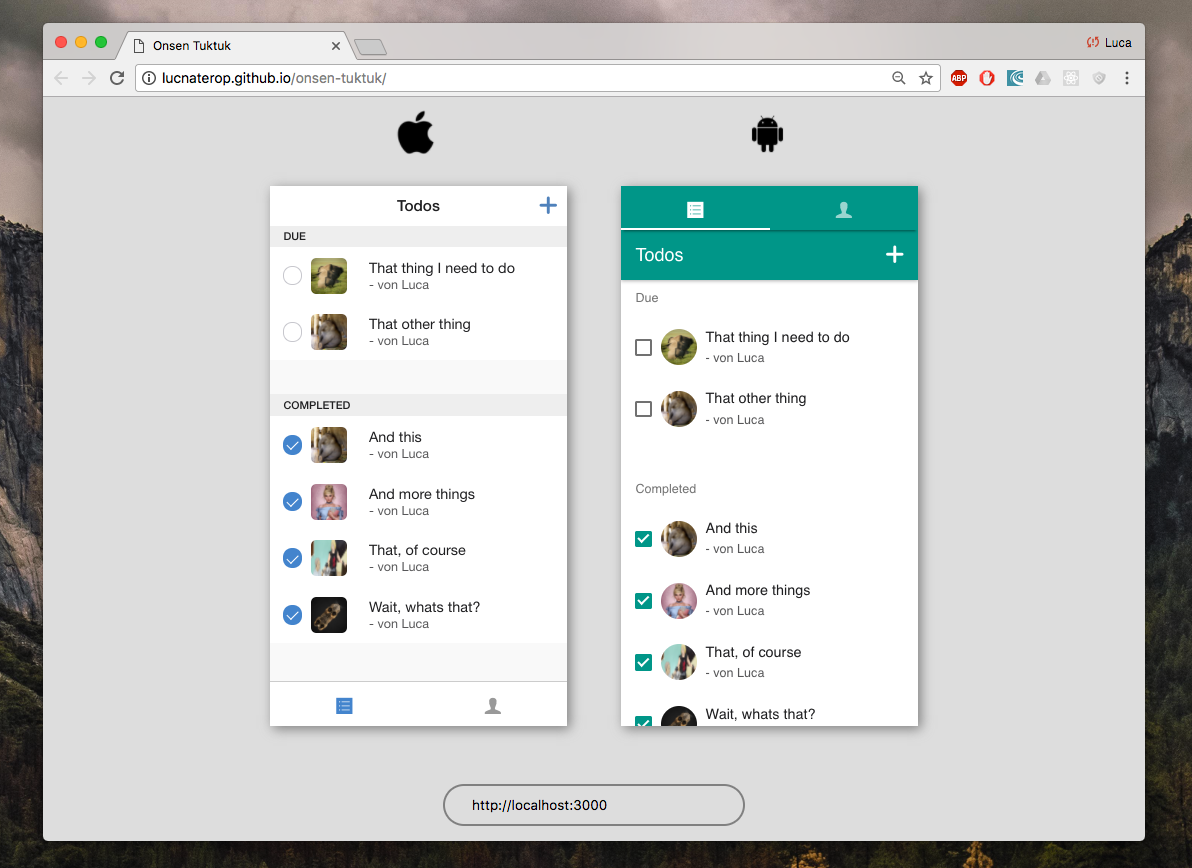 Onsen Tuktuk
Luca
lucnaterop.github.io/onsen-tuktuk/
ABP
Todos
DUE
That thing I need to do
- von Luca
That other thing
- von Luca
COMPLETED
And this
- von Luca
And more things
- von Luca
That, of course
- von Luca
Wait, whats that?
- von Luca
Todos
Due
That thing I need to do
- von Luca
That other thing
- von Luca
Completed
And this
- von Luca
And more things
- von Luca
That, of course
- von Luca
Wait, whats that?
http://localhost:3000